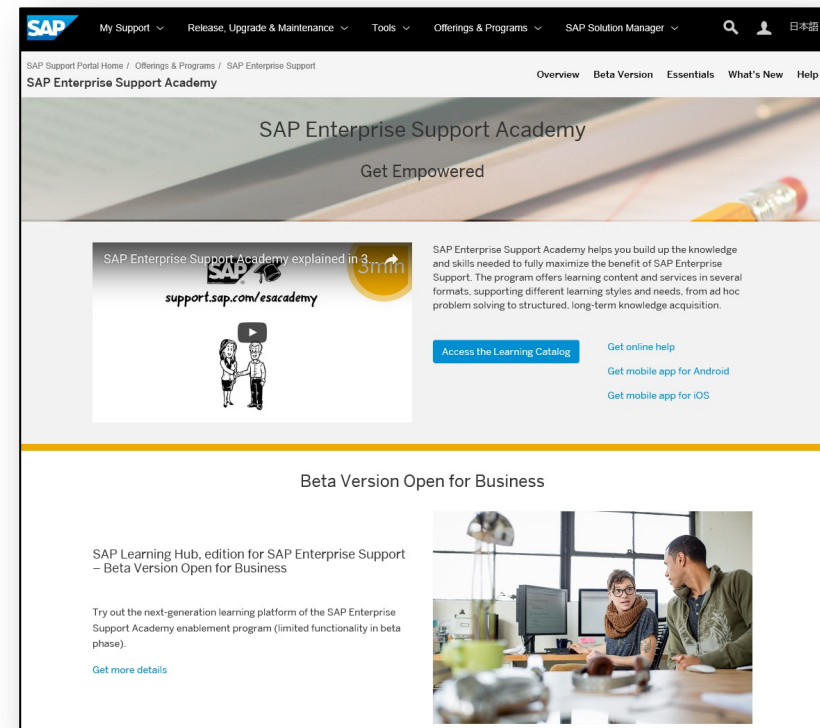 SAP
My Support
Release, Upgrade & Maintenance
Tools
Offerings & Programs
SAP Solution Manager
日本語
SAP Support Portal Home / Offerings & Programs / SAP Enterprise Support
SAP Enterprise Support Academy
Overview
Beta Version
Essentials
What's New
Help
SAP Enterprise Support Academy
Get Empowered
SAP Enterprise Support Academy explained in 3...
SAP
3min
support.sap.com/esacademy
SAP Enterprise Support Academy helps you build up the knowledge
and skills needed to fully maximize the benefit of SAP Enterprise
Support. The program offers learning content and services in several
formats, supporting different learning styles and needs, from ad hoc
problem solving to structured, long-term knowledge acquisition.
Access the Learning Catalog
Get online help
Get mobile app for Android
Get mobile app for iOS
Beta Version Open for Business
SAP Learning Hub, edition for SAP Enterprise Support
– Beta Version Open for Business
Try out the next-generation learning platform of the SAP Enterprise
Support Academy enablement program (limited functionality in beta
phase).
Get more details